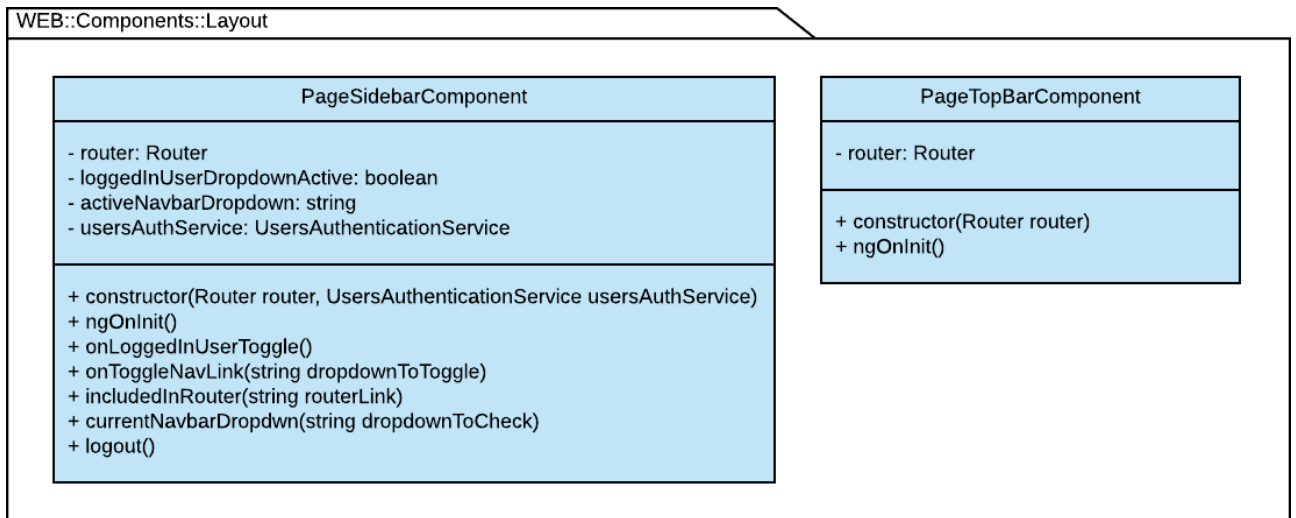 WEB::Components::Layout
PageSidebarComponent
- router: Router
- loggedInUserDropdownActive: boolean
- activeNavbarDropdown: string
- usersAuthService: UsersAuthenticationService
+ constructor(Router router, UsersAuthenticationService usersAuthService)
+ ngOnInit()
+ onLoggedInUserToggle()
+ onToggleNavLink(string dropdownToToggle)
+ includedInRouter(string routerLink)
+ currentNavbarDropdwn(string dropdownToCheck)
+ logout()
PageTopBarComponent
- router: Router
+ constructor(Router router)
+ ngOnInit()